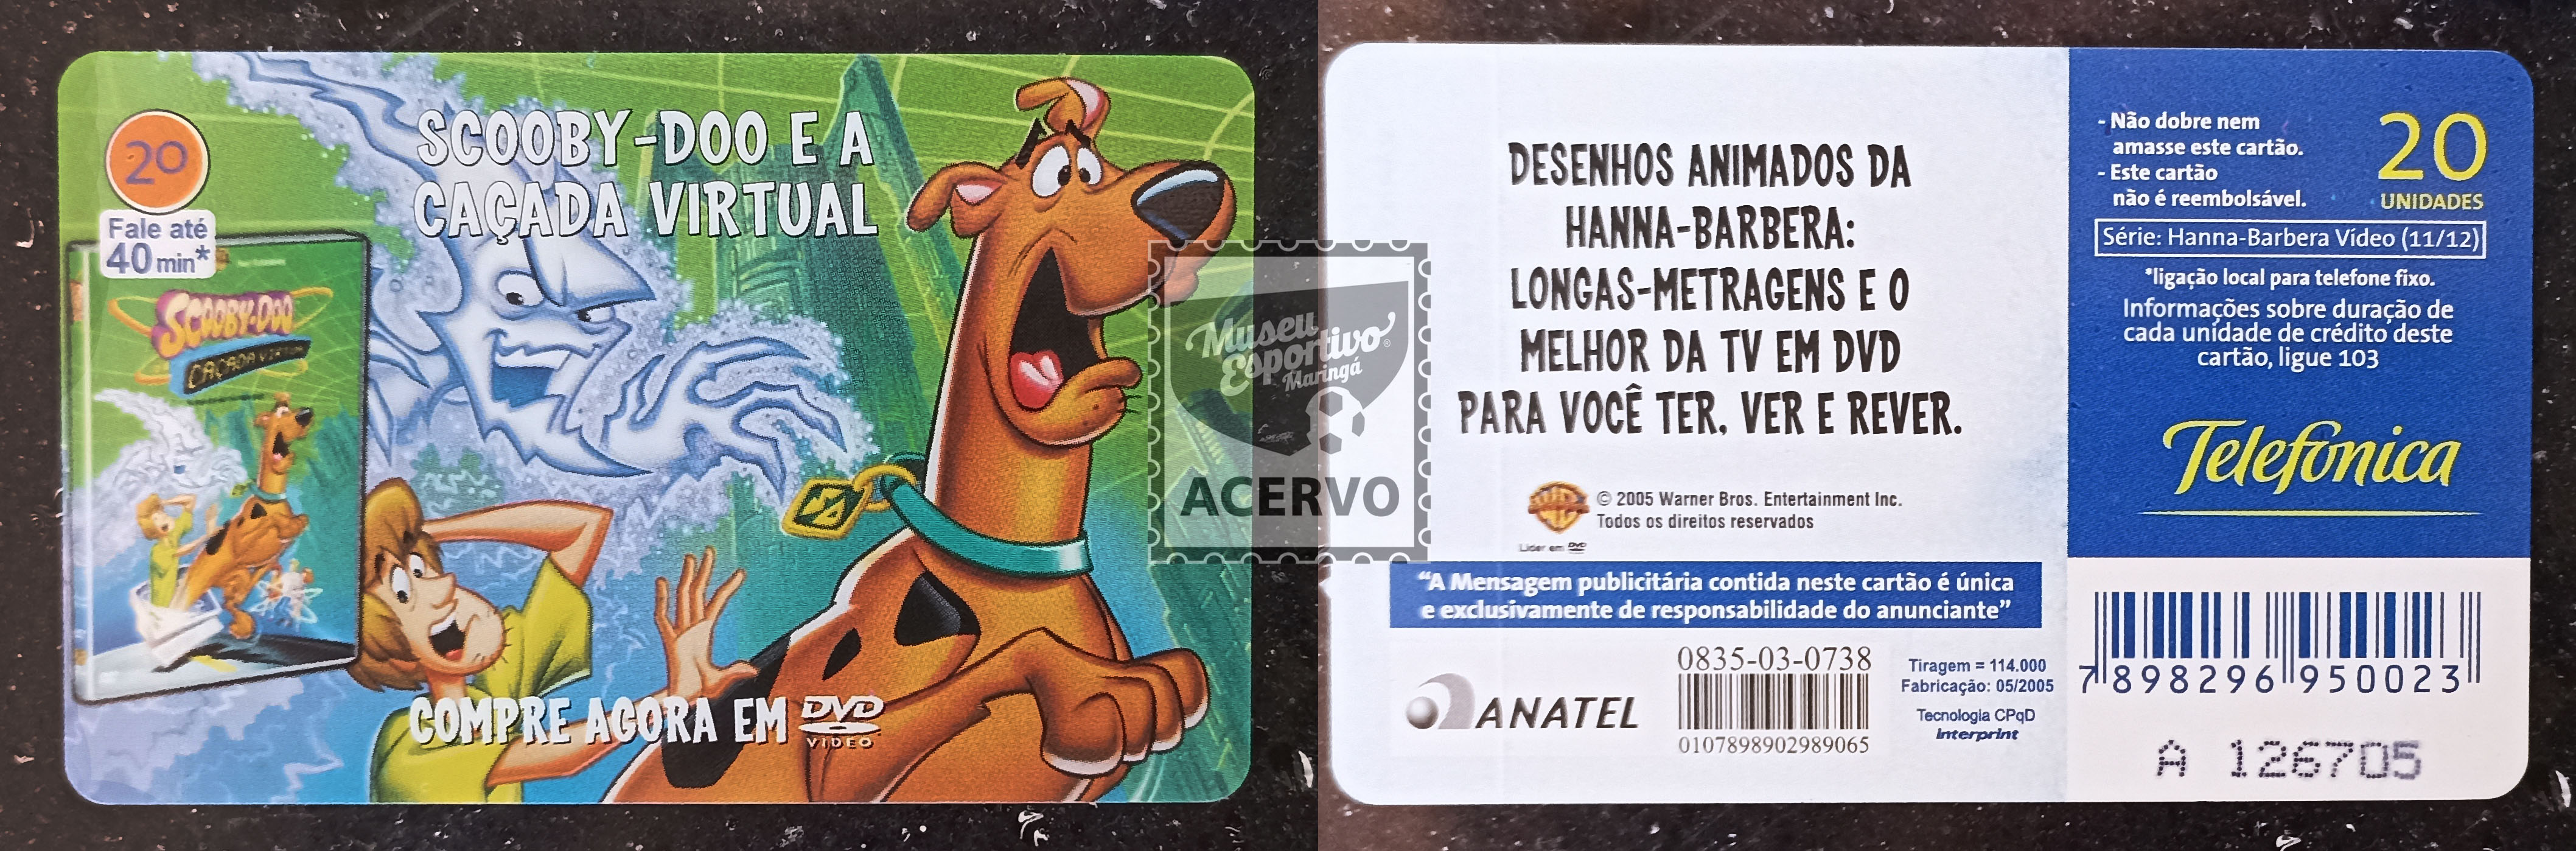 SCOOBY-DOO E A
CAÇADA VIRTUAL
20
Fale até
40 min*
SCOOBY-DOO
CAÇADA VIRTUAL
COMPRE AGORA EM DVD
VIDEO
Museu
Esportivo®
Maringá
ACERVO
DESENHOS ANIMADOS DA
HANNA-BARBERA:
LONGAS-METRAGENS E O
MELHOR DA TV EM DVD
PARA VOCÊ TER, VER E REVER.
WB
© 2005 Warner Bros. Entertainment Inc.
Todos os direitos reservados
Líder em DVD
“A Mensagem publicitária contida neste cartão é única
e exclusivamente de responsabilidade do anunciante”
ANATEL
0835-03-0738
0107898902989065
Tiragem = 114.000
Fabricação: 05/2005
Tecnologia CPqD
Interprint
- Não dobre nem
amasse este cartão.
- Este cartão
não é reembolsável.
20
UNIDADES
Série: Hanna-Barbera Vídeo (11/12)
*ligação local para telefone fixo.
Informações sobre duração de
cada unidade de crédito deste
cartão, ligue 103
Telefónica
7 898296 950023
A 126705